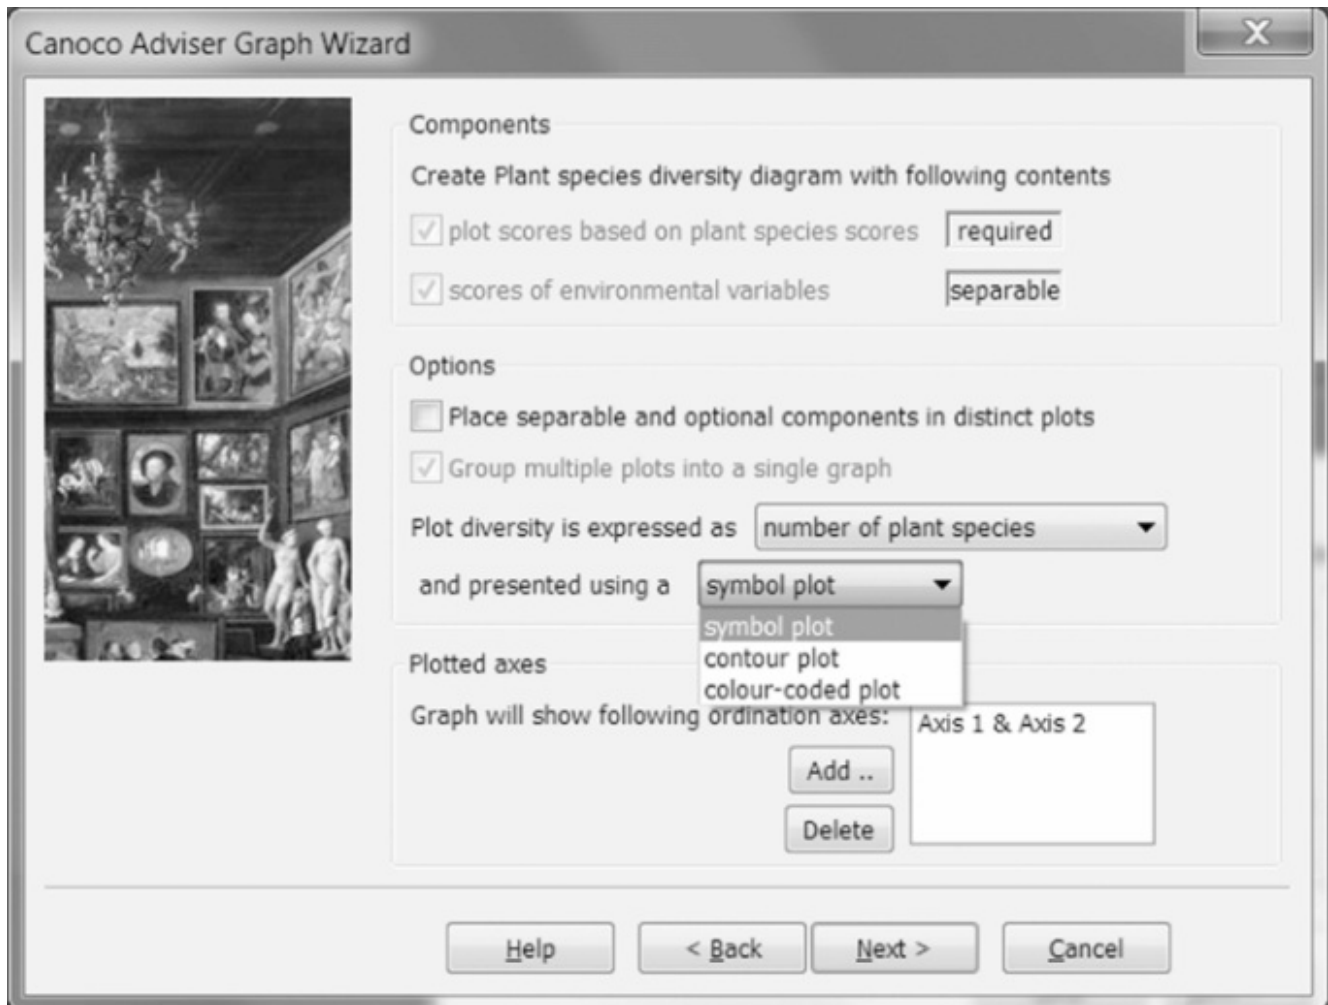 Canoco Adviser Graph Wizard
Components
Create Plant species diversity diagram with following contents
plot scores based on plant species scores required
scores of environmental variables separable
Options
Place separable and optional components in distinct plots
Group multiple plots into a single graph
Plot diversity is expressed as number of plant species
and presented using a symbol plot
symbol plot
contour plot
colour-coded plot
Plotted axes
Graph will show following ordination axes: Axis 1 & Axis 2
Add ..
Delete
Help < Back Next > Cancel